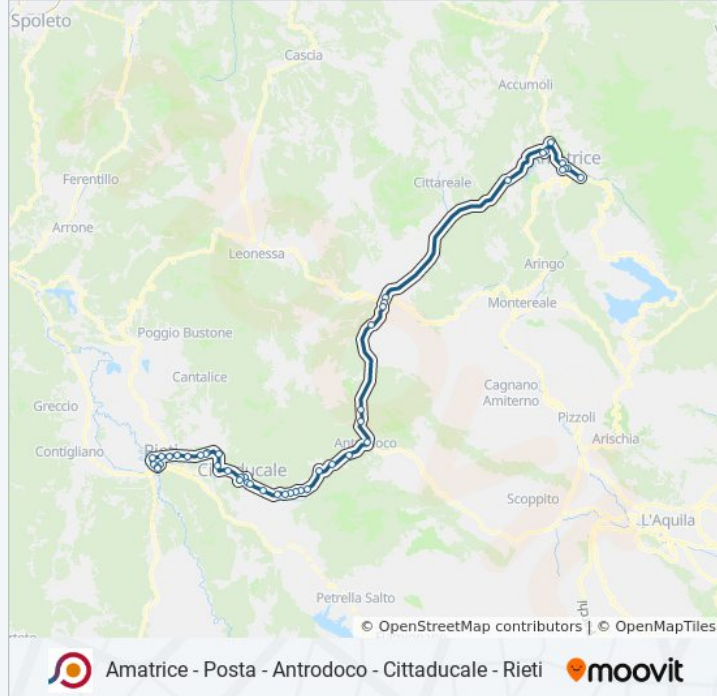 Spoleto
Cascia
Accumoli
Amatrice
Ferentillo
Cittareale
Arrone
Leonessa
Aringo
Montereale
Poggio Bustone
Cantalice
Cagnano
Amiterno
Greccio
Pizzoli
Contigliano
Rieti
Antrodoco
Arischia
Cittaducale
Scoppito
L'Aquila
Petrella Salto
© OpenStreetMap contributors | © OpenMapTiles
Amatrice - Posta - Antrodoco - Cittaducale - Rieti
moovit